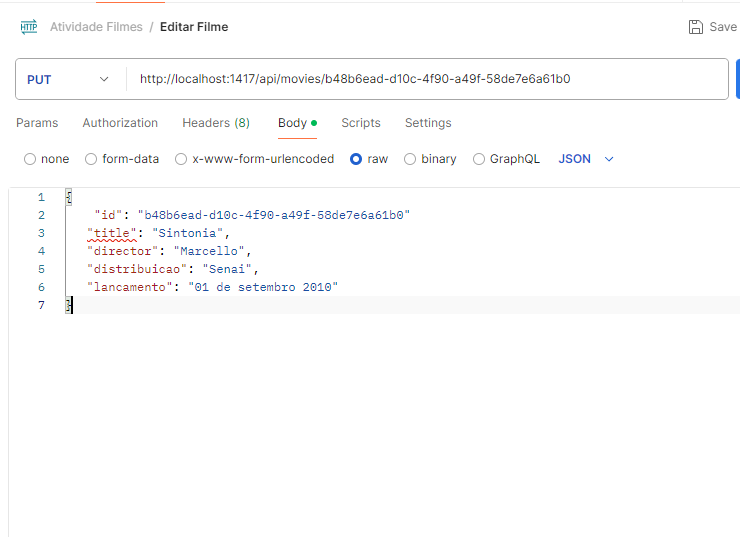 HTTP Atividade Filmes / Editar Filme Save
PUT http://localhost:1417/api/movies/b48b6ead-d10c-4f90-a49f-58de7e6a61b0
Params Authorization Headers (8) Body Scripts Settings
none form-data x-www-form-urlencoded raw binary GraphQL JSON
1 {
2 "id": "b48b6ead-d10c-4f90-a49f-58de7e6a61b0"
3 "title": "Sintonia",
4 "director": "Marcello",
5 "distribuicao": "Senai",
6 "lancamento": "01 de setembro 2010"
7 }